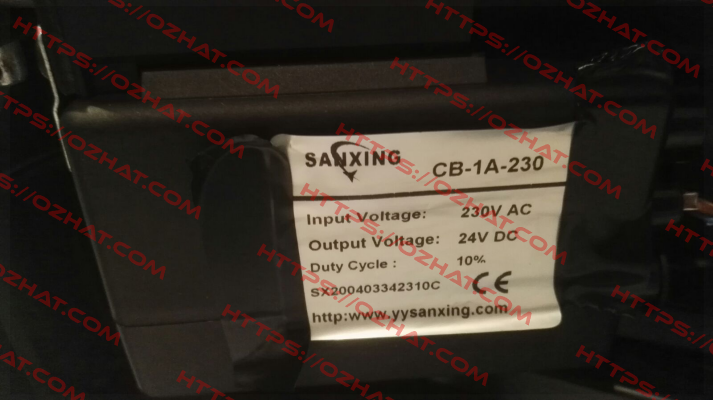 SANXING CB-1A-230
Input Voltage: 230V AC
Output Voltage: 24V DC
Duty Cycle : 10%
SX200403342310C CE
http:www.yysanxing.com
HTTPS://OZHAT.COM